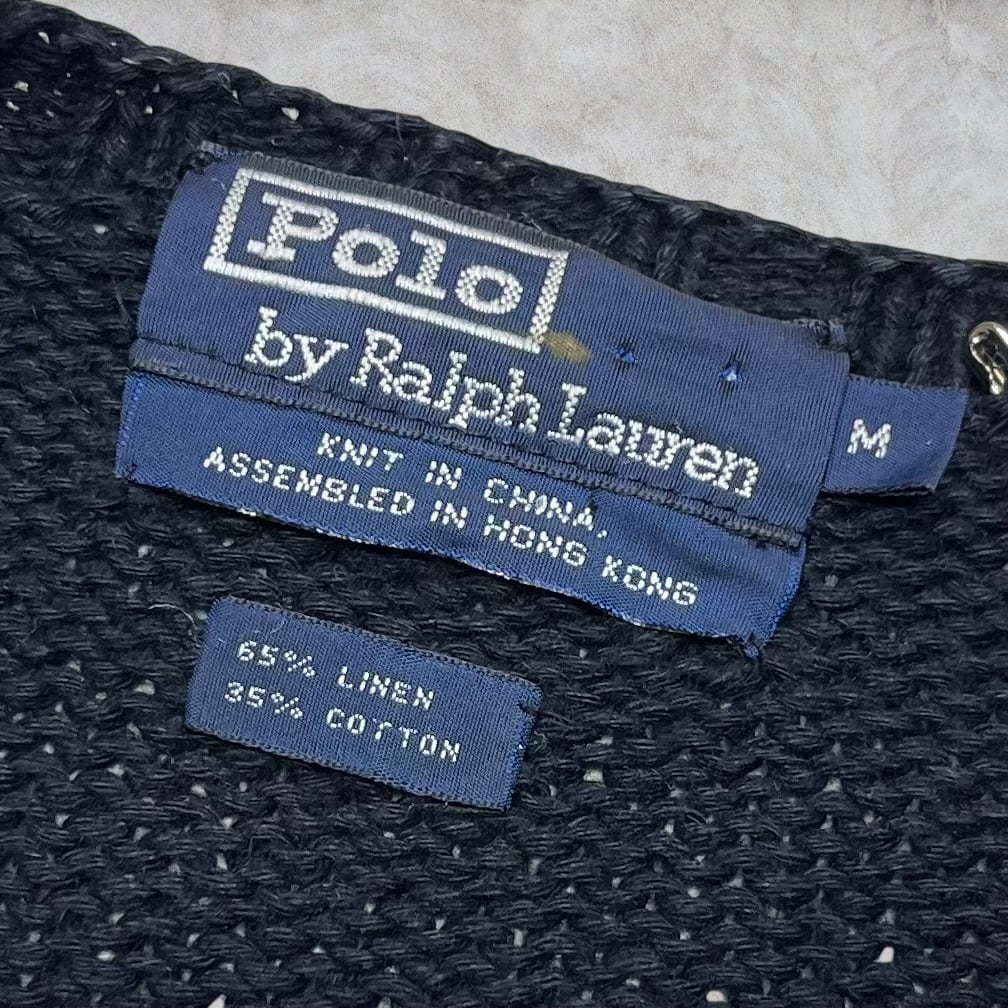 Polo
by Ralph Lauren
M
KNIT IN CHINA,
ASSEMBLED IN HONG KONG
65% LINEN
35% COTTON